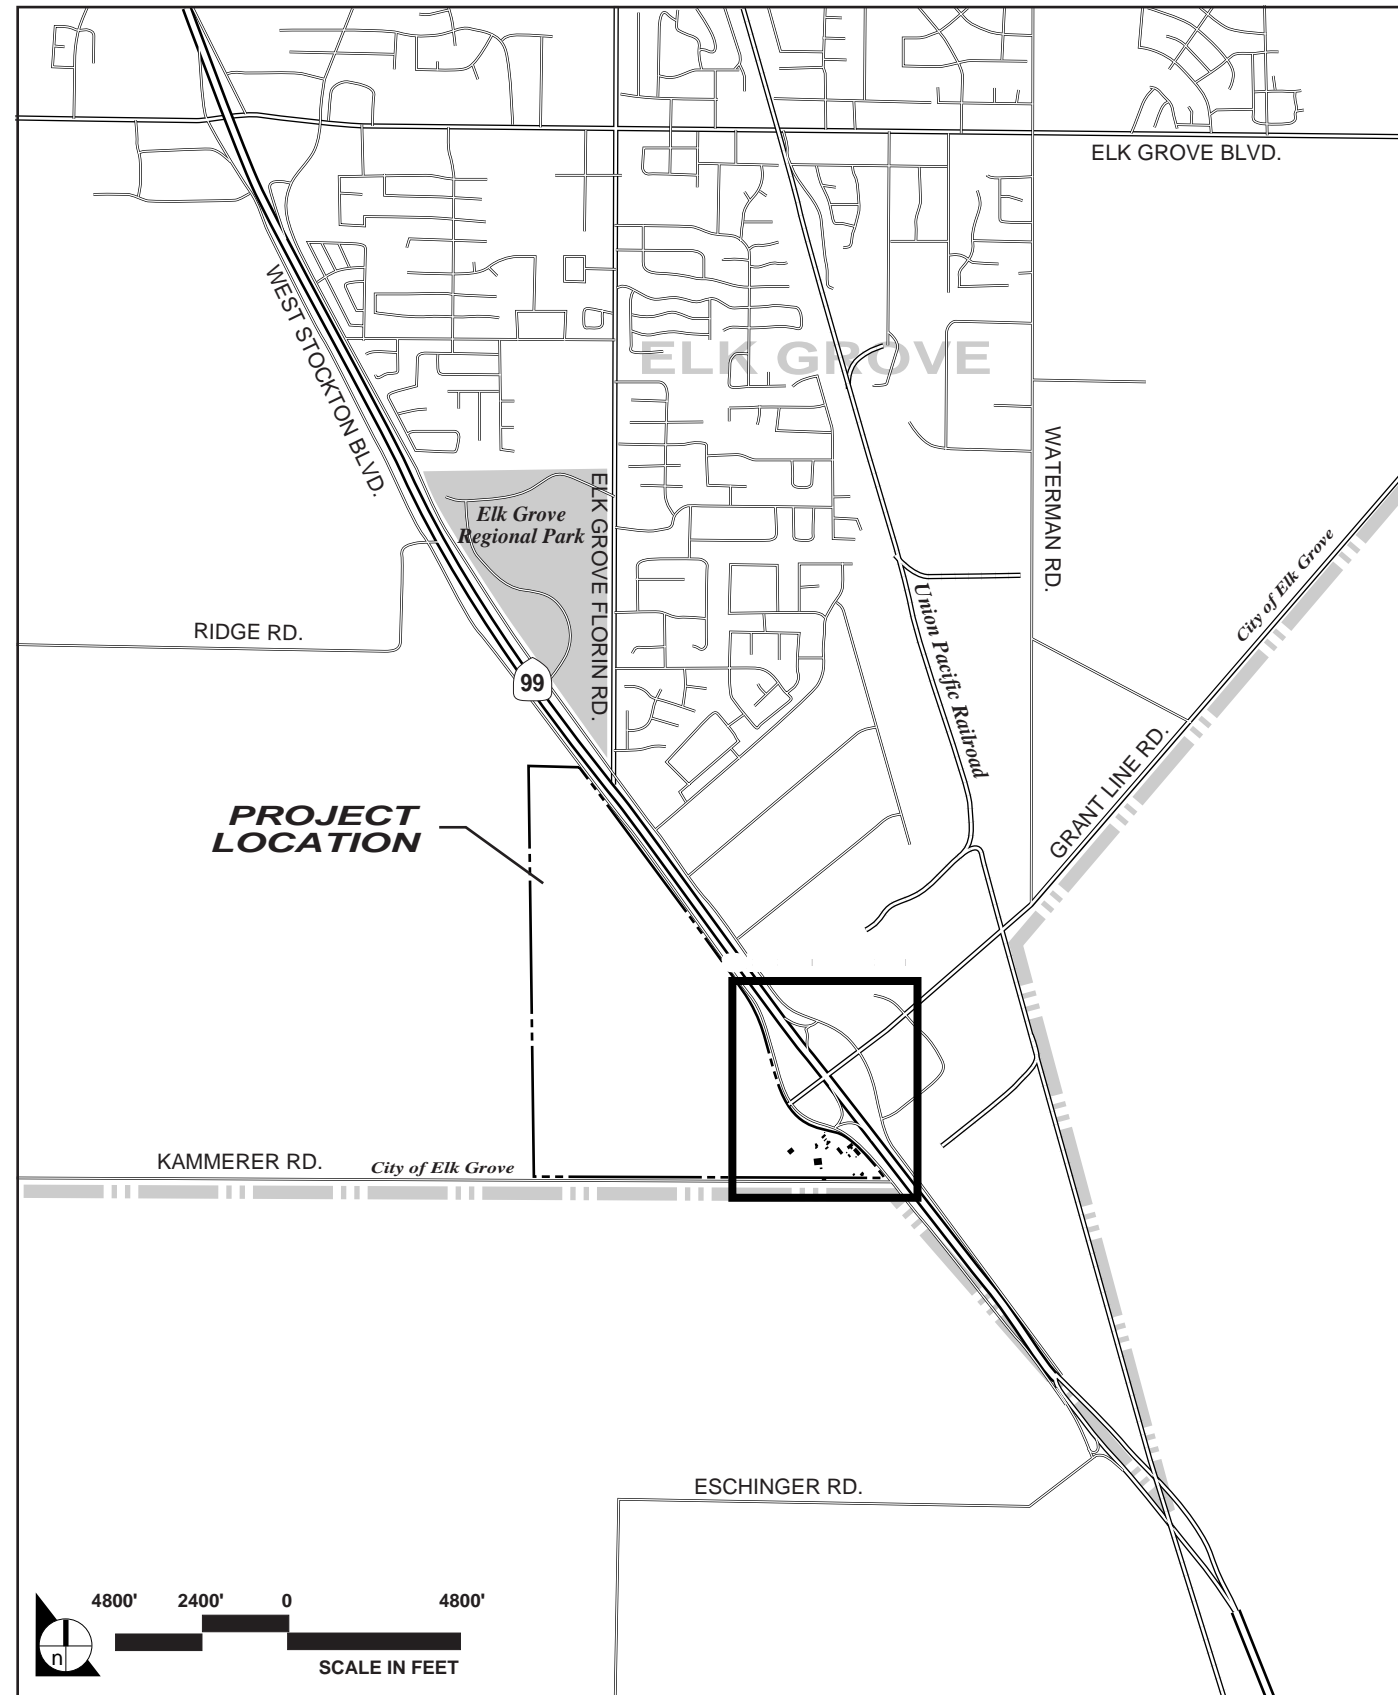 ELK GROVE BLVD.
WEST STOCKTON BLVD.
ELK GROVE
WATERMAN RD.
ELK GROVE FLORIN RD.
Elk Grove
Regional Park
City of Elk Grove
Union Pacific Railroad
RIDGE RD.
99
GRANT LINE RD.
PROJECT
LOCATION
KAMMERER RD.
City of Elk Grove
ESCHINGER RD.
4800' 2400' 0 4800'
n
SCALE IN FEET